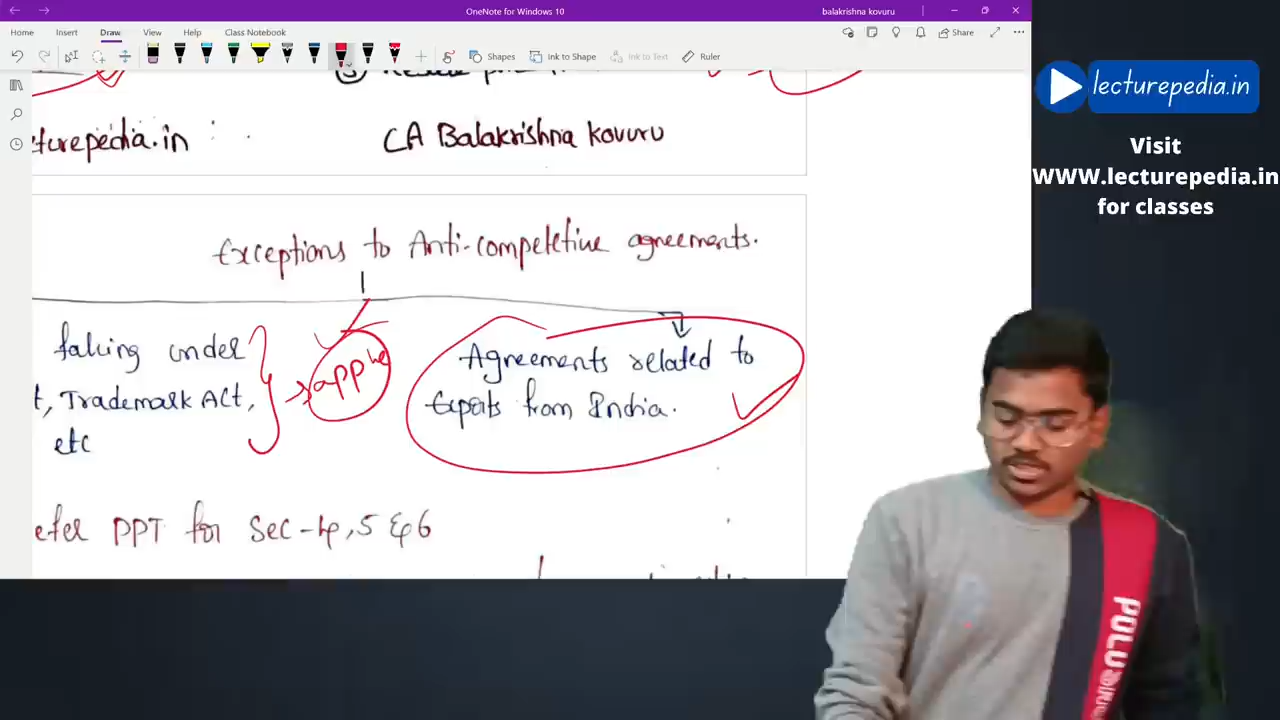 OneNote for Windows 10
balakrishna kovuru
Home Insert Draw View Help Class Notebook
Share
Shapes Ink to Shape Ink to Text Ruler
lecturepedia.in
Visit
WWW.lecturepedia.in
for classes
cturepedia.in CA Balakrishna Kovuru
Exceptions to Anti-competetive agreements.
falling under
t, Trademark Act,
etc
Agreements related to
Exports from India.
efer PPT for Sec-4,5 & 6
POLO